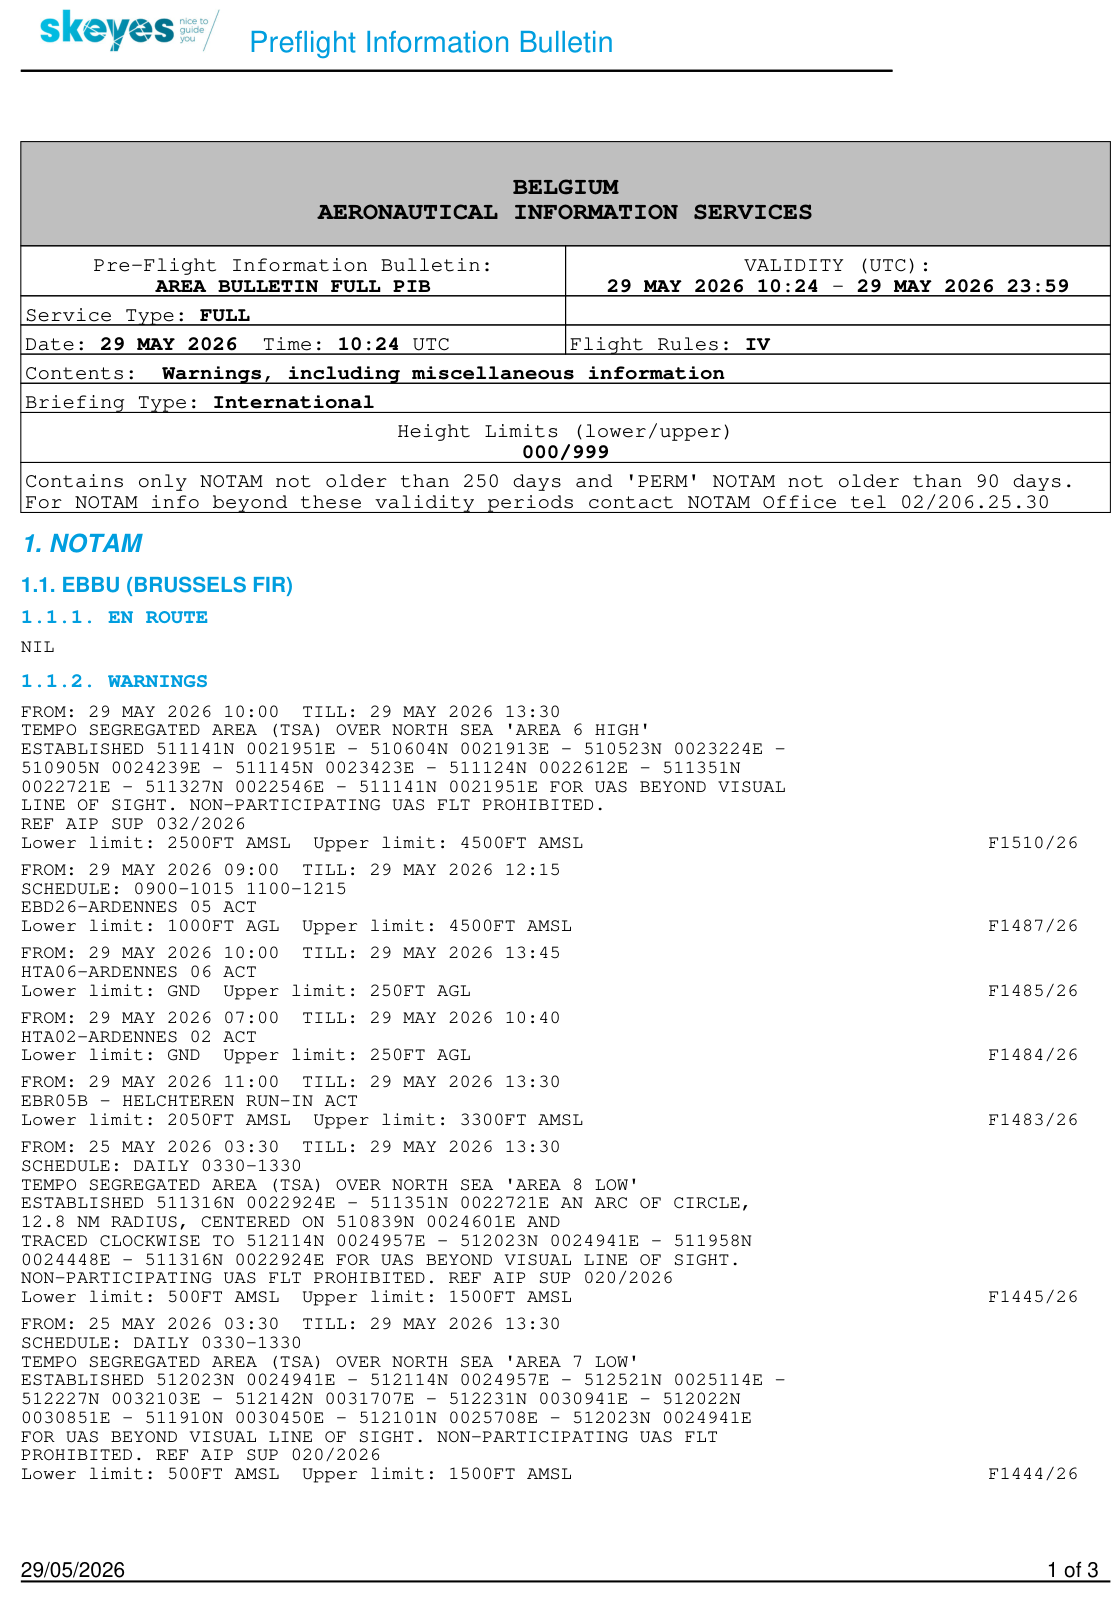 skeyes nice to guide you
Preflight Information Bulletin
BELGIUM
AERONAUTICAL INFORMATION SERVICES
Pre-Flight Information Bulletin:
AREA BULLETIN FULL PIB
VALIDITY (UTC):
29 MAY 2026 10:24 - 29 MAY 2026 23:59
Service Type: FULL
Date: 29 MAY 2026  Time: 10:24 UTC
Flight Rules: IV
Contents:  Warnings, including miscellaneous information
Briefing Type: International
Height Limits (lower/upper)
000/999
Contains only NOTAM not older than 250 days and 'PERM' NOTAM not older than 90 days.
For NOTAM info beyond these validity periods contact NOTAM Office tel 02/206.25.30
1. NOTAM
1.1. EBBU (BRUSSELS FIR)
1.1.1. EN ROUTE
NIL
1.1.2. WARNINGS
FROM: 29 MAY 2026 10:00  TILL: 29 MAY 2026 13:30
TEMPO SEGREGATED AREA (TSA) OVER NORTH SEA 'AREA 6 HIGH'
ESTABLISHED 511141N 0021951E - 510604N 0021913E - 510523N 0023224E -
510905N 0024239E - 511145N 0023423E - 511124N 0022612E - 511351N
0022721E - 511327N 0022546E - 511141N 0021951E FOR UAS BEYOND VISUAL
LINE OF SIGHT. NON-PARTICIPATING UAS FLT PROHIBITED.
REF AIP SUP 032/2026
Lower limit: 2500FT AMSL  Upper limit: 4500FT AMSL F1510/26
FROM: 29 MAY 2026 09:00  TILL: 29 MAY 2026 12:15
SCHEDULE: 0900-1015 1100-1215
EBD26-ARDENNES 05 ACT
Lower limit: 1000FT AGL  Upper limit: 4500FT AMSL F1487/26
FROM: 29 MAY 2026 10:00  TILL: 29 MAY 2026 13:45
HTA06-ARDENNES 06 ACT
Lower limit: GND  Upper limit: 250FT AGL F1485/26
FROM: 29 MAY 2026 07:00  TILL: 29 MAY 2026 10:40
HTA02-ARDENNES 02 ACT
Lower limit: GND  Upper limit: 250FT AGL F1484/26
FROM: 29 MAY 2026 11:00  TILL: 29 MAY 2026 13:30
EBR05B - HELCHTEREN RUN-IN ACT
Lower limit: 2050FT AMSL  Upper limit: 3300FT AMSL F1483/26
FROM: 25 MAY 2026 03:30  TILL: 29 MAY 2026 13:30
SCHEDULE: DAILY 0330-1330
TEMPO SEGREGATED AREA (TSA) OVER NORTH SEA 'AREA 8 LOW'
ESTABLISHED 511316N 0022924E - 511351N 0022721E AN ARC OF CIRCLE,
12.8 NM RADIUS, CENTERED ON 510839N 0024601E AND
TRACED CLOCKWISE TO 512114N 0024957E - 512023N 0024941E - 511958N
0024448E - 511316N 0022924E FOR UAS BEYOND VISUAL LINE OF SIGHT.
NON-PARTICIPATING UAS FLT PROHIBITED. REF AIP SUP 020/2026
Lower limit: 500FT AMSL  Upper limit: 1500FT AMSL F1445/26
FROM: 25 MAY 2026 03:30  TILL: 29 MAY 2026 13:30
SCHEDULE: DAILY 0330-1330
TEMPO SEGREGATED AREA (TSA) OVER NORTH SEA 'AREA 7 LOW'
ESTABLISHED 512023N 0024941E - 512114N 0024957E - 512521N 0025114E -
512227N 0032103E - 512142N 0031707E - 512231N 0030941E - 512022N
0030851E - 511910N 0030450E - 512101N 0025708E - 512023N 0024941E
FOR UAS BEYOND VISUAL LINE OF SIGHT. NON-PARTICIPATING UAS FLT
PROHIBITED. REF AIP SUP 020/2026
Lower limit: 500FT AMSL  Upper limit: 1500FT AMSL F1444/26
29/05/2026
1 of 3